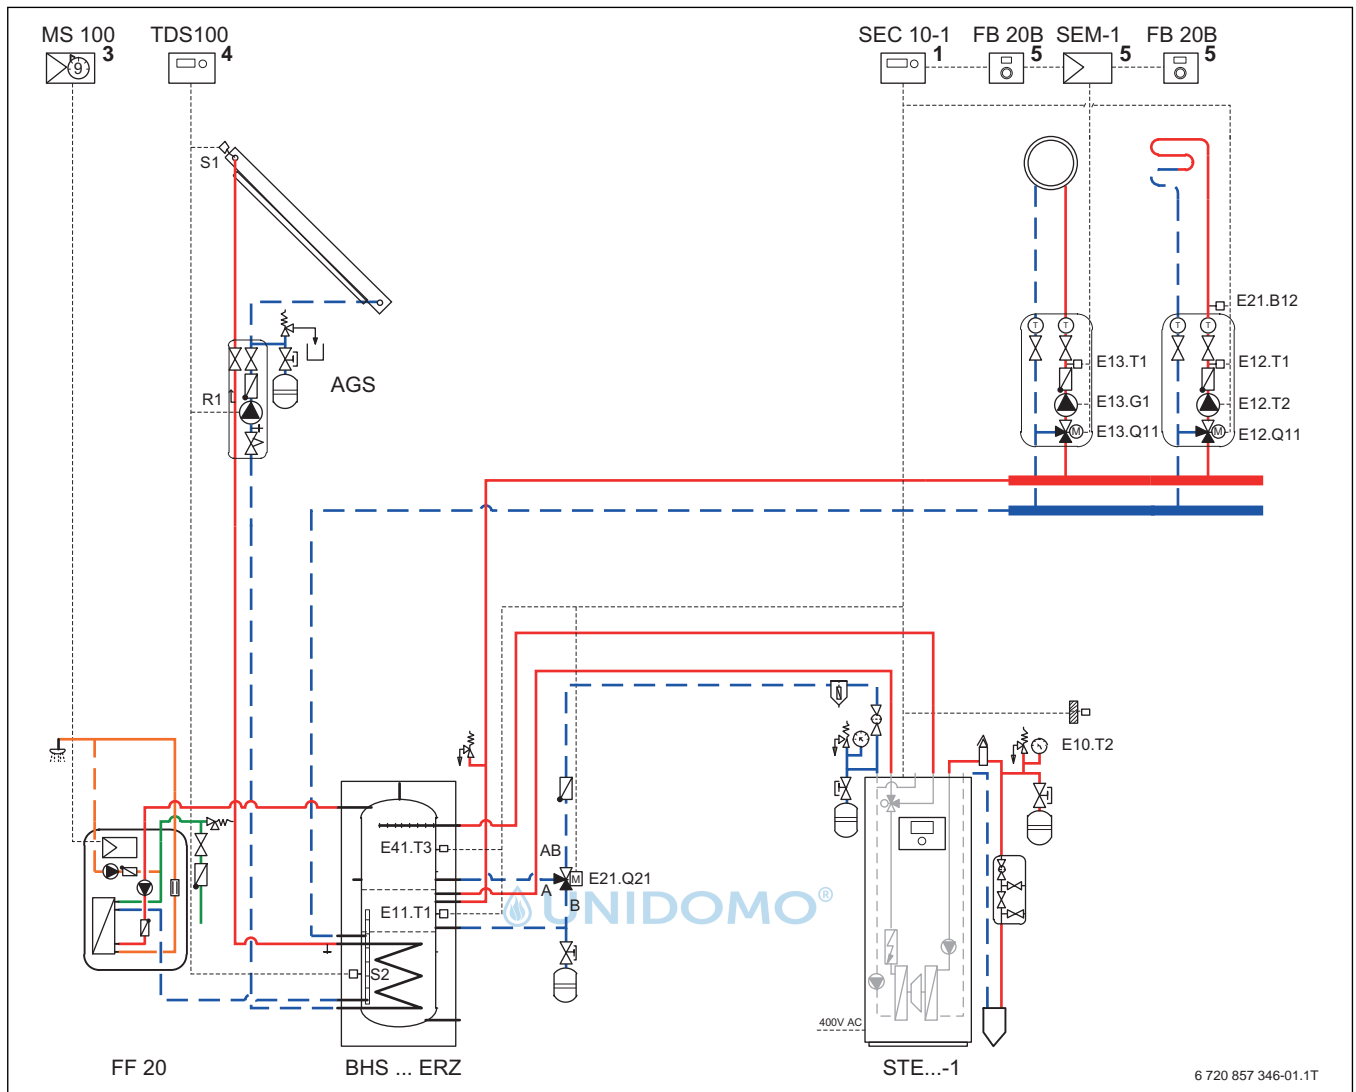 MS 100
3
TDS100
4
SEC 10-1
1
FB 20B
5
SEM-1
5
FB 20B
5
9
S1
E21.B12
T
T
T
T
E13.T1
E12.T1
AGS
R1
E13.G1
E12.T2
M
E13.Q11
M
E12.Q11
E10.T2
E41.T3
AB
A
M
E21.Q21
B
E11.T1
UNIDOMO®
S2
400V AC
FF 20
BHS ... ERZ
STE...-1
6 720 857 346-01.1T